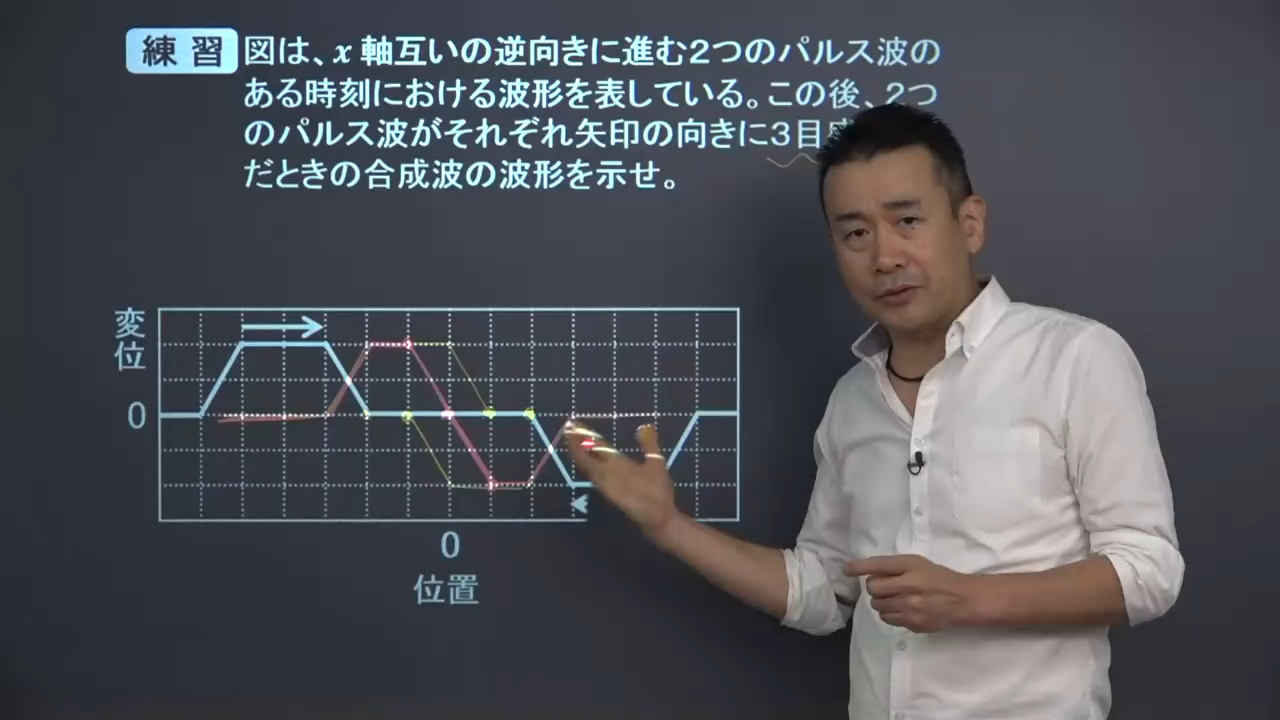 練習 図は、x 軸互いの逆向きに進む2つのパルス波の
ある時刻における波形を表している。この後、2つ
のパルス波がそれぞれ矢印の向きに3目
だときの合成波の波形を示せ。
変位
0
0
位置